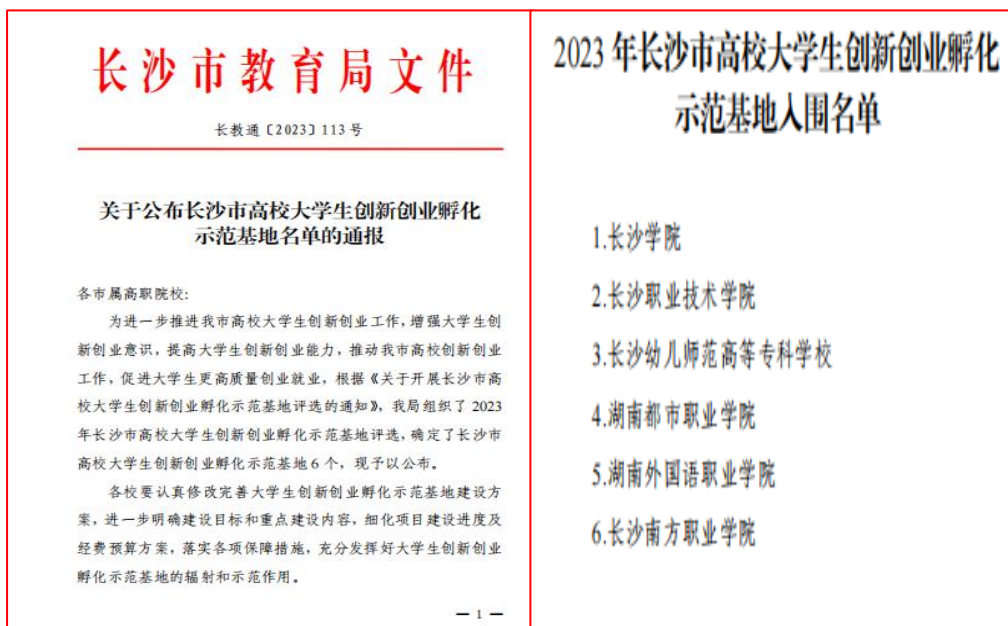 长沙市教育局文件
长教通〔2023〕113号
关于公布长沙市高校大学生创新创业孵化
示范基地名单的通报
各市属高职院校:
为进一步推进我市高校大学生创新创业工作,增强大学生创
新创业意识，提高大学生创新创业能力，推动我市高校创新创业
工作，促进大学生更高质量创业就业，根据《关于开展长沙市高
校大学生创新创业孵化示范基地评选的通知》，我局组织了 2023
年长沙市高校大学生创新创业孵化示范基地评选,确定了长沙市
高校大学生创新创业孵化示范基地6个，现予以公布。
各校要认真修改完善大学生创新创业孵化示范基地建设方
案，进一步明确建设目标和重点建设内容，细化项目建设进度及
经费预算方案，落实各项保障措施，充分发挥好大学生创新创业
孵化示范基地的辐射和示范作用。
— 1 —
2023年长沙市高校大学生创新创业孵化
示范基地入围名单
1.长沙学院
2.长沙职业技术学院
3.长沙幼儿师范高等专科学校
4.湖南都市职业学院
5.湖南外国语职业学院
6.长沙南方职业学院